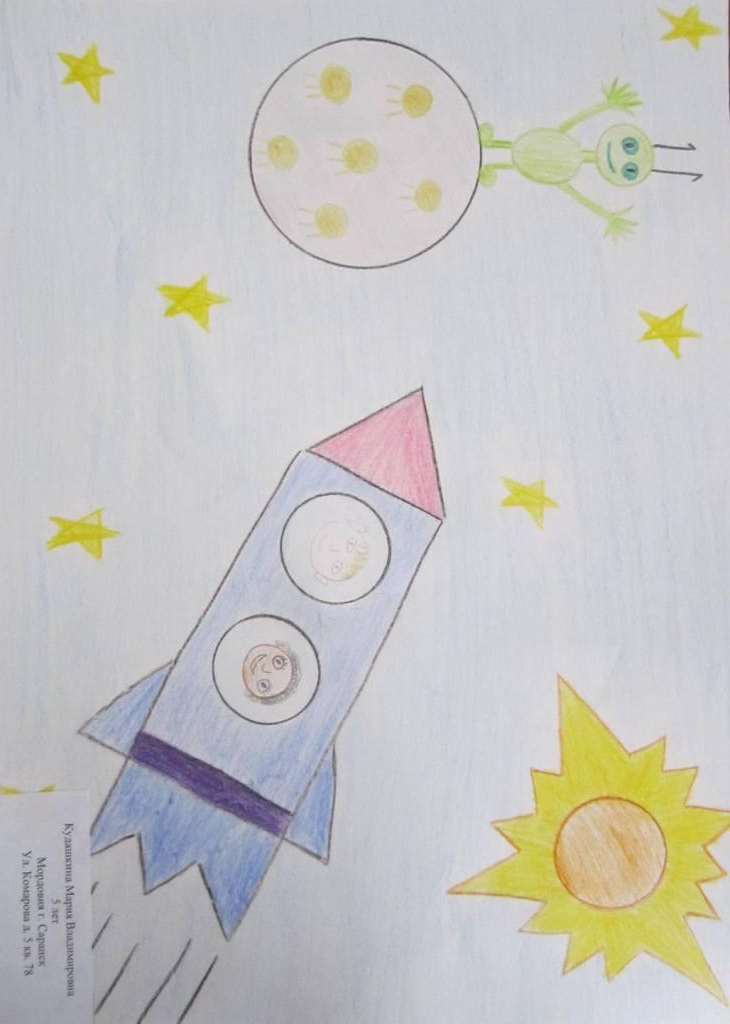 Кудашкина Мария Владимировна
5 лет
Мордовия г. Саранск
Ул. Комарова д. 5 кв. 78